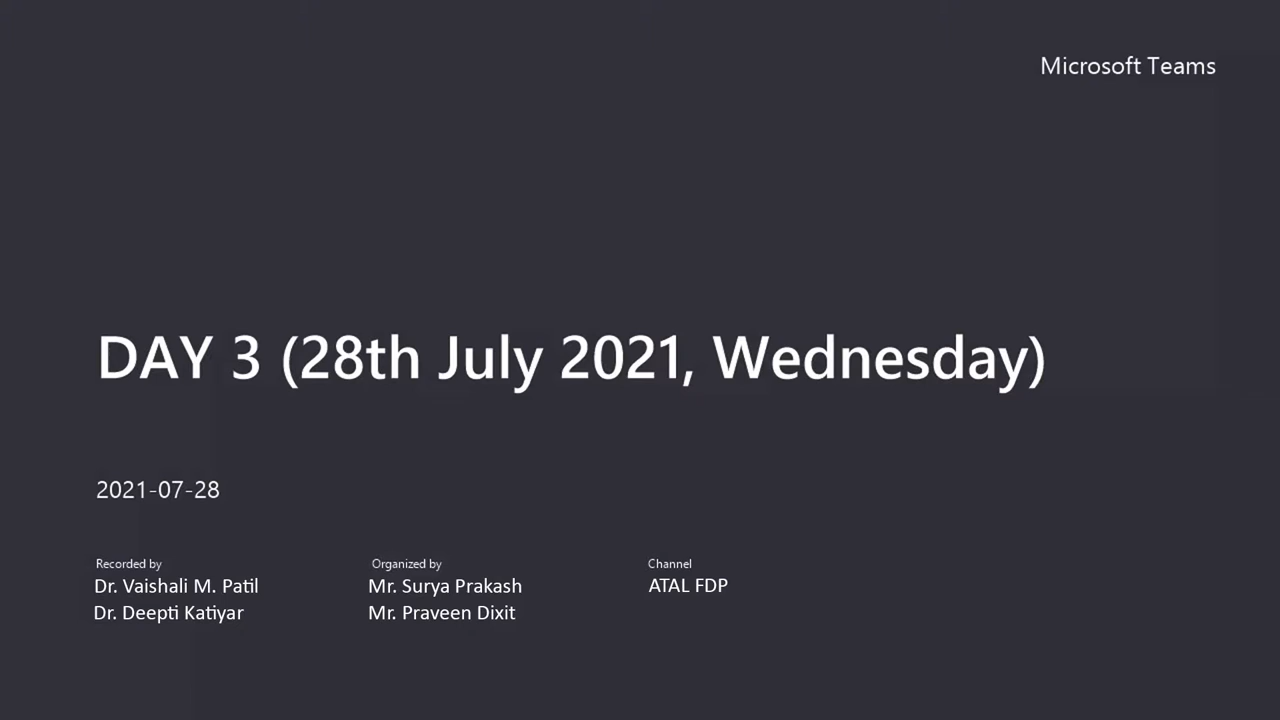 Microsoft Teams
DAY 3 (28th July 2021, Wednesday)
2021-07-28
Recorded by
Dr. Vaishali M. Patil
Dr. Deepti Katiyar
Organized by
Mr. Surya Prakash
Mr. Praveen Dixit
Channel
ATAL FDP